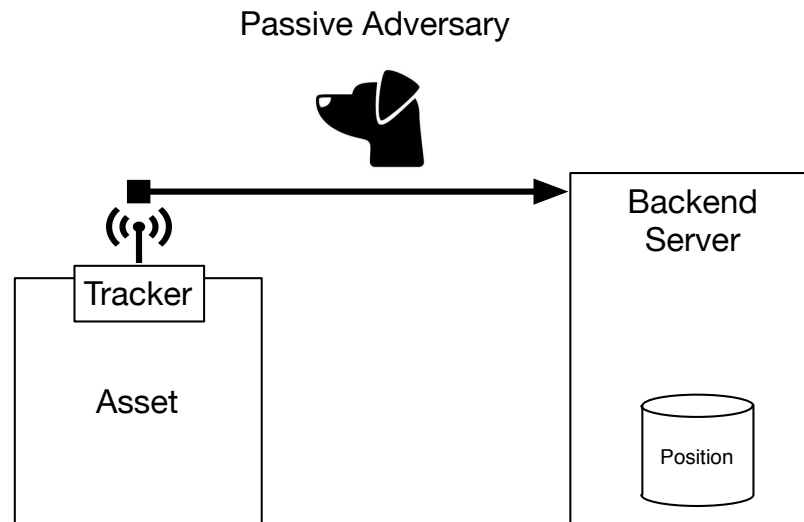 Passive Adversary
Backend
Server
Tracker
Asset
Position